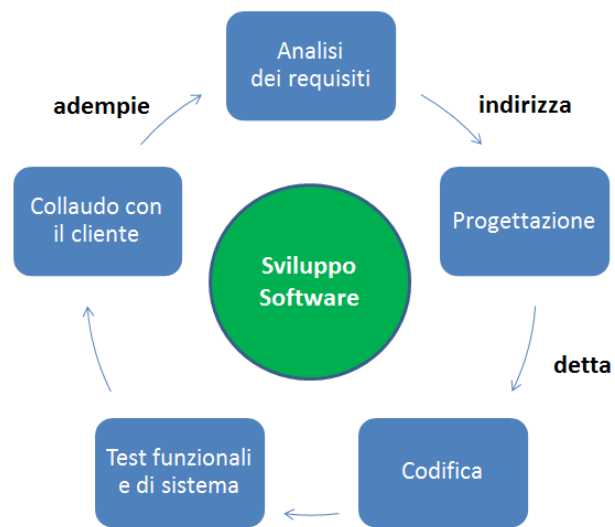 Analisi
dei requisiti
adempie
indirizza
Collaudo con
il cliente
Progettazione
Sviluppo
Software
detta
Test funzionali
e di sistema
Codifica